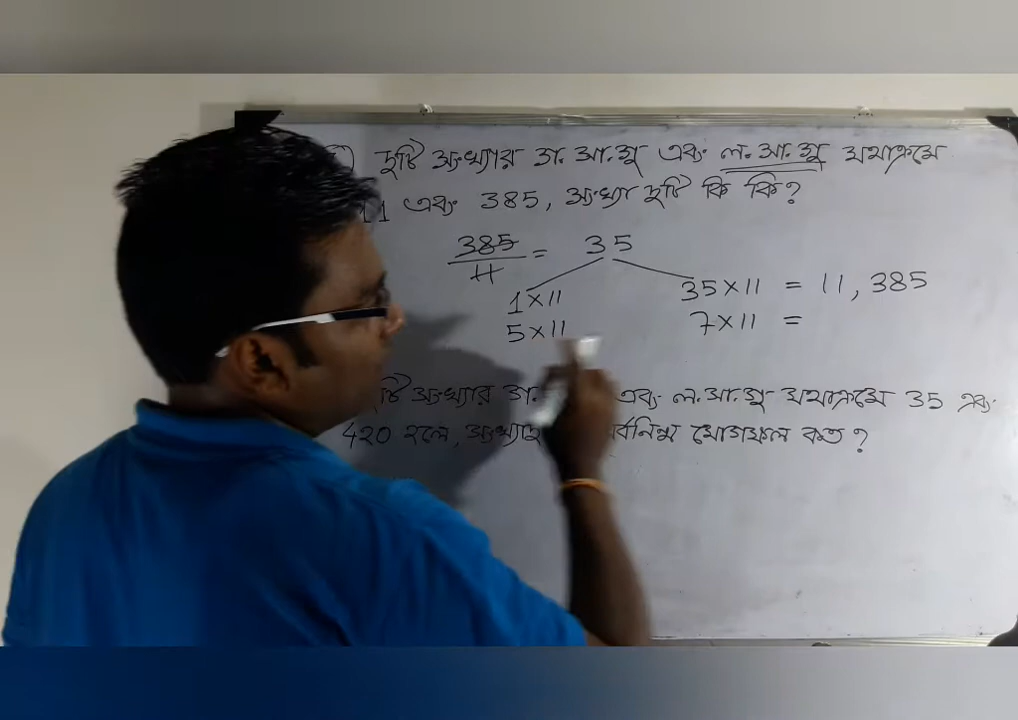 দুটি সংখ্যার গ. সা. গু এবং ল. সা. গু যথাক্রমে
11 এবং 385, সংখ্যা দুটি কি কি?
385/11 = 35
1×11 35×11 = 11, 385
5×11 7×11 =
টি সংখ্যার গ. এবং ল. সা. গু যথাক্রমে 35 এবং
420 হলে, র্বনিম্ন যোগফল কত?